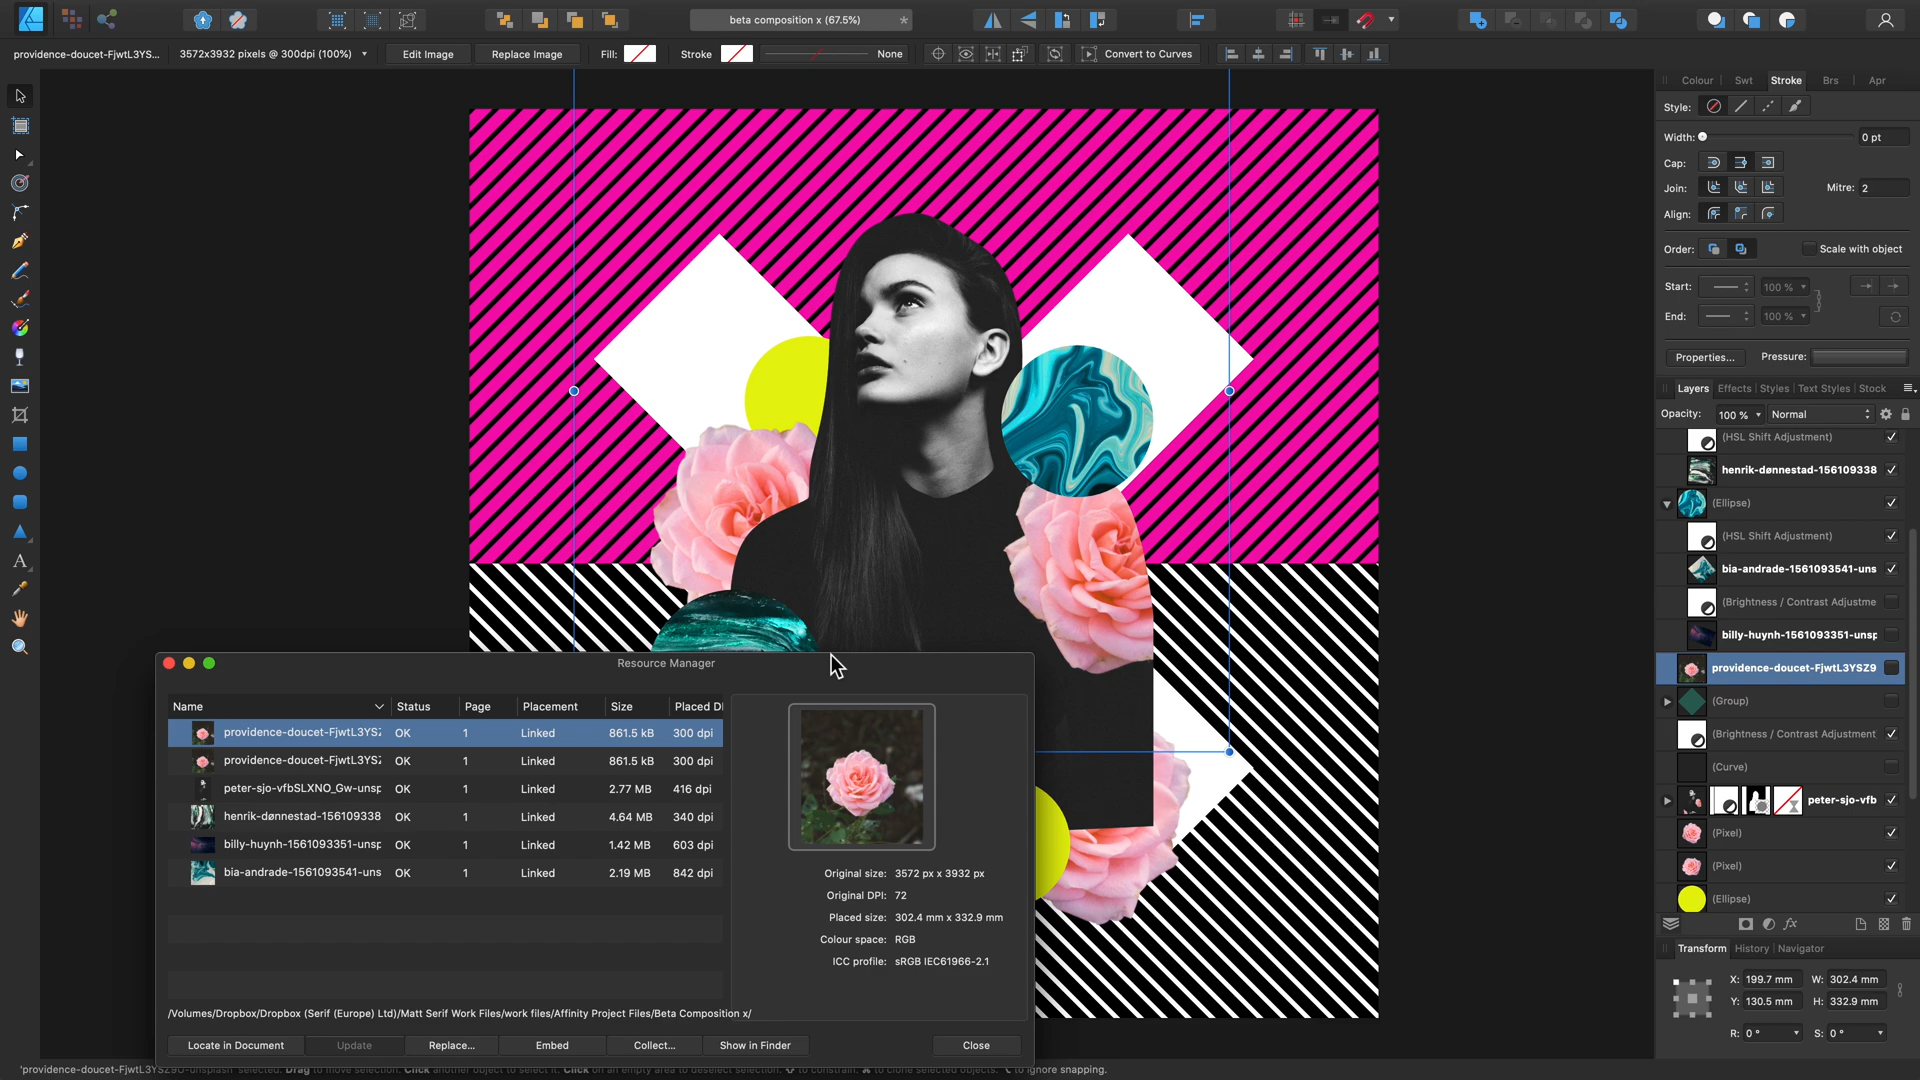 beta composition x (67.5%)
providence-doucet-FjwtL3YS... 3572x3932 pixels @ 300dpi (100%) Edit Image Replace Image Fill: Stroke None Convert to Curves
Colour Swt Stroke Brs Apr
Style:
Width: 0 pt
Cap:
Join: Mitre: 2
Align:
Order: Scale with object
Start: 100 %
End: 100 %
Properties... Pressure:
Layers Effects Styles Text Styles Stock
Opacity: 100 % Normal
(HSL Shift Adjustment)
henrik-dønnestad-156109338
(Ellipse)
(HSL Shift Adjustment)
bia-andrade-1561093541-uns
(Brightness / Contrast Adjustme
billy-huynh-1561093351-unsp
providence-doucet-FjwtL3YSZ9
(Group)
(Brightness / Contrast Adjustment
(Curve)
peter-sjo-vfb
(Pixel)
(Pixel)
(Ellipse)
Transform History Navigator
X: 199.7 mm W: 302.4 mm
Y: 130.5 mm H: 332.9 mm
R: 0 ° S: 0 °
Resource Manager
Name Status Page Placement Size Placed D
providence-doucet-FjwtL3YSZ OK 1 Linked 861.5 kB 300 dpi
providence-doucet-FjwtL3YSZ OK 1 Linked 861.5 kB 300 dpi
peter-sjo-vfbSLXNO_Gw-unsp OK 1 Linked 2.77 MB 416 dpi
henrik-dønnestad-156109338 OK 1 Linked 4.64 MB 340 dpi
billy-huynh-1561093351-unsp OK 1 Linked 1.42 MB 603 dpi
bia-andrade-1561093541-uns OK 1 Linked 2.19 MB 842 dpi
Original size: 3572 px x 3932 px
Original DPI: 72
Placed size: 302.4 mm x 332.9 mm
Colour space: RGB
ICC profile: sRGB IEC61966-2.1
/Volumes/Dropbox/Dropbox (Serif (Europe) Ltd)/Matt Serif Work Files/work files/Affinity Project Files/Beta Composition x/
Locate in Document Update Replace... Embed Collect... Show in Finder Close
selected. Drag to move selection. Click another object to select it. Click on an empty area to deselect selection. to constrain. to clone selected objects. to ignore snapping.